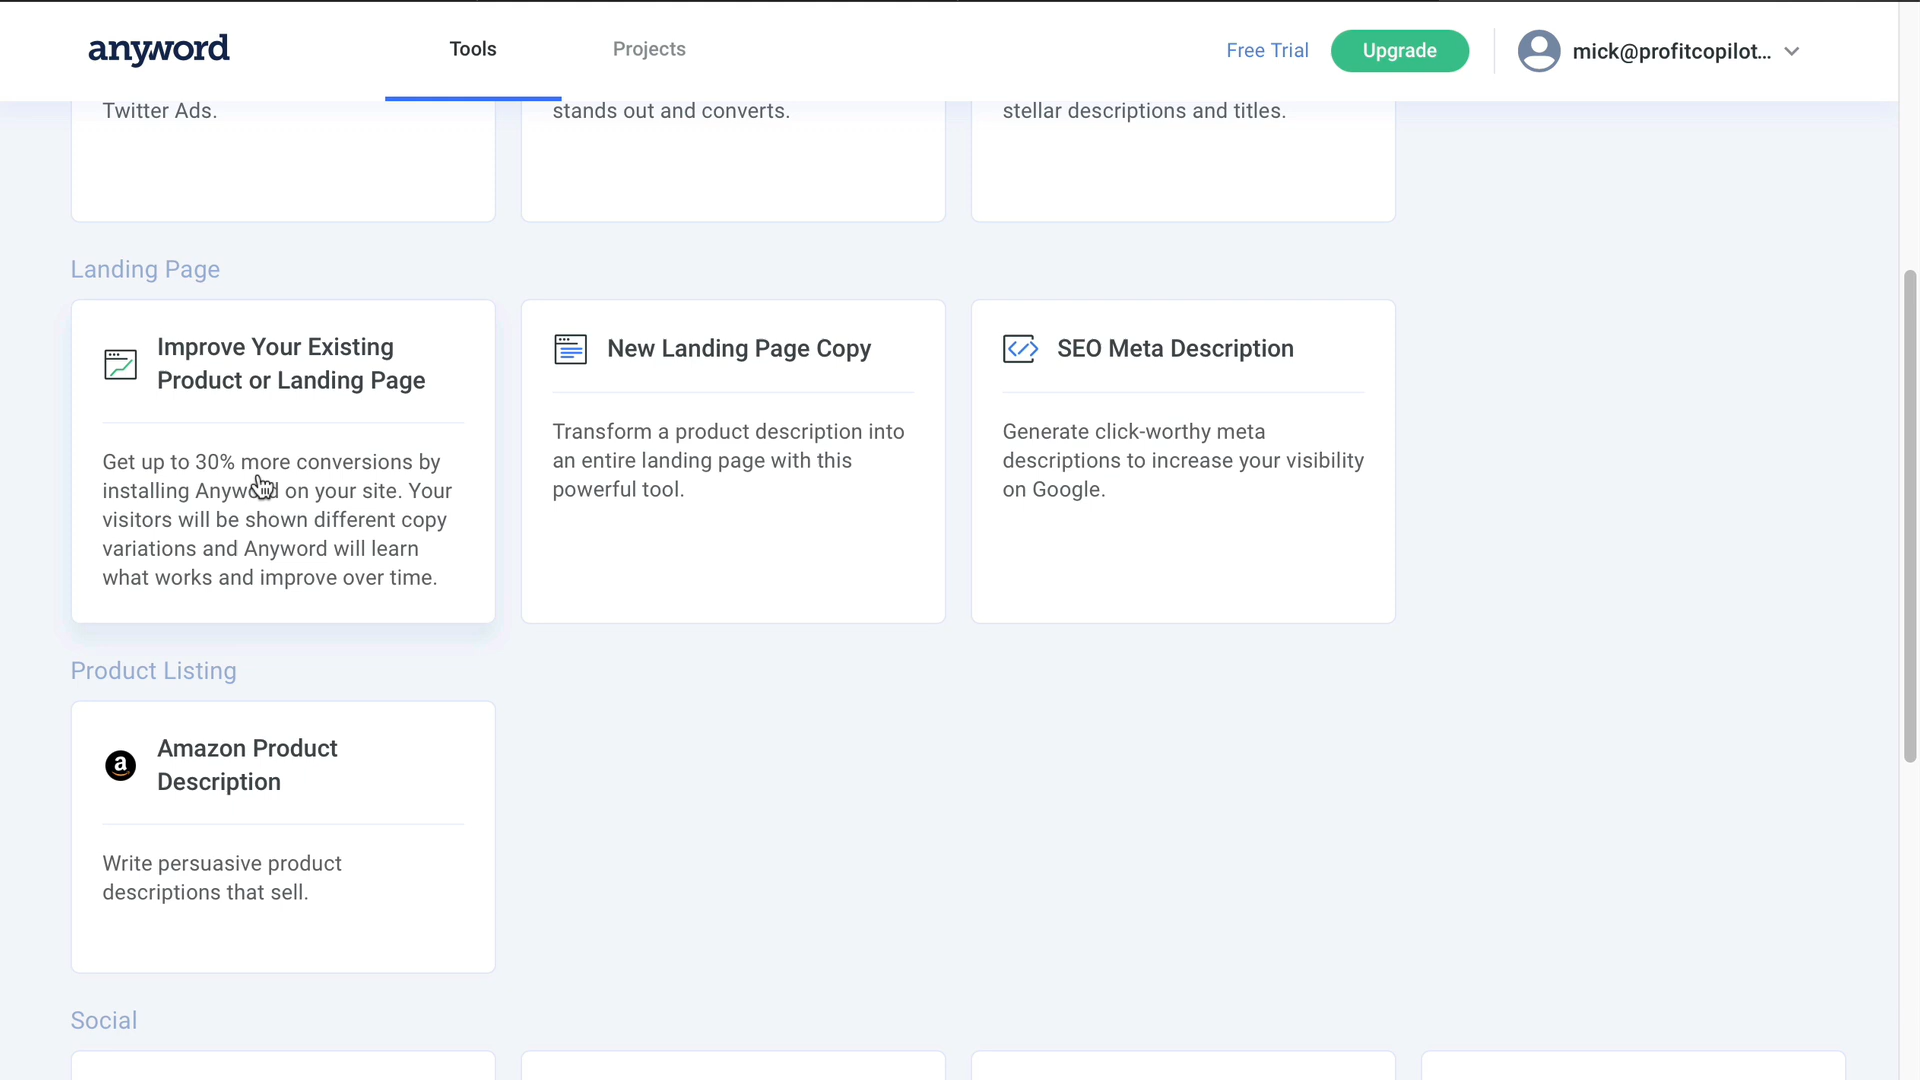 anyword
Tools
Projects
Free Trial
Upgrade
mick@profitcopilot...
Twitter Ads.
stands out and converts.
stellar descriptions and titles.
Landing Page
Improve Your Existing
Product or Landing Page
Get up to 30% more conversions by
installing Anyword on your site. Your
visitors will be shown different copy
variations and Anyword will learn
what works and improve over time.
New Landing Page Copy
Transform a product description into
an entire landing page with this
powerful tool.
SEO Meta Description
Generate click-worthy meta
descriptions to increase your visibility
on Google.
Product Listing
a
Amazon Product
Description
Write persuasive product
descriptions that sell.
Social